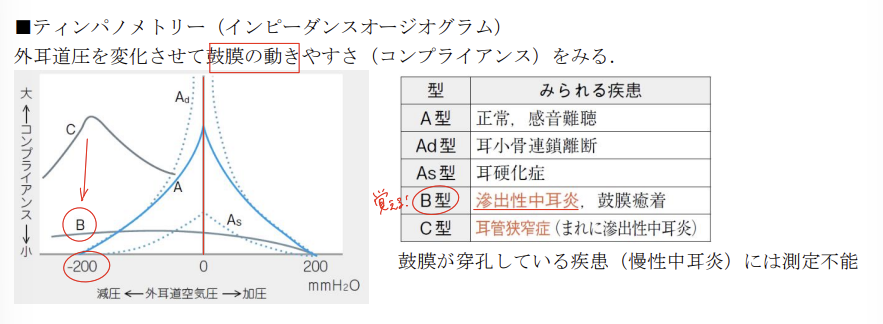 ■ティンパノメトリー（インピーダンスオージオグラム）
外耳道圧を変化させて鼓膜の動きやすさ（コンプライアンス）をみる．
大
↑
コンプライアンス
↓
小
C
Ad
A
As
B
-200
0
200
mmH₂O
減圧 ← 外耳道空気圧 → 加圧
型 みられる疾患
A型 正常，感音難聴
Ad型 耳小骨連鎖離断
As型 耳硬化症
覚える! B型 滲出性中耳炎，鼓膜癒着
C型 耳管狭窄症（まれに滲出性中耳炎）
鼓膜が穿孔している疾患（慢性中耳炎）には測定不能